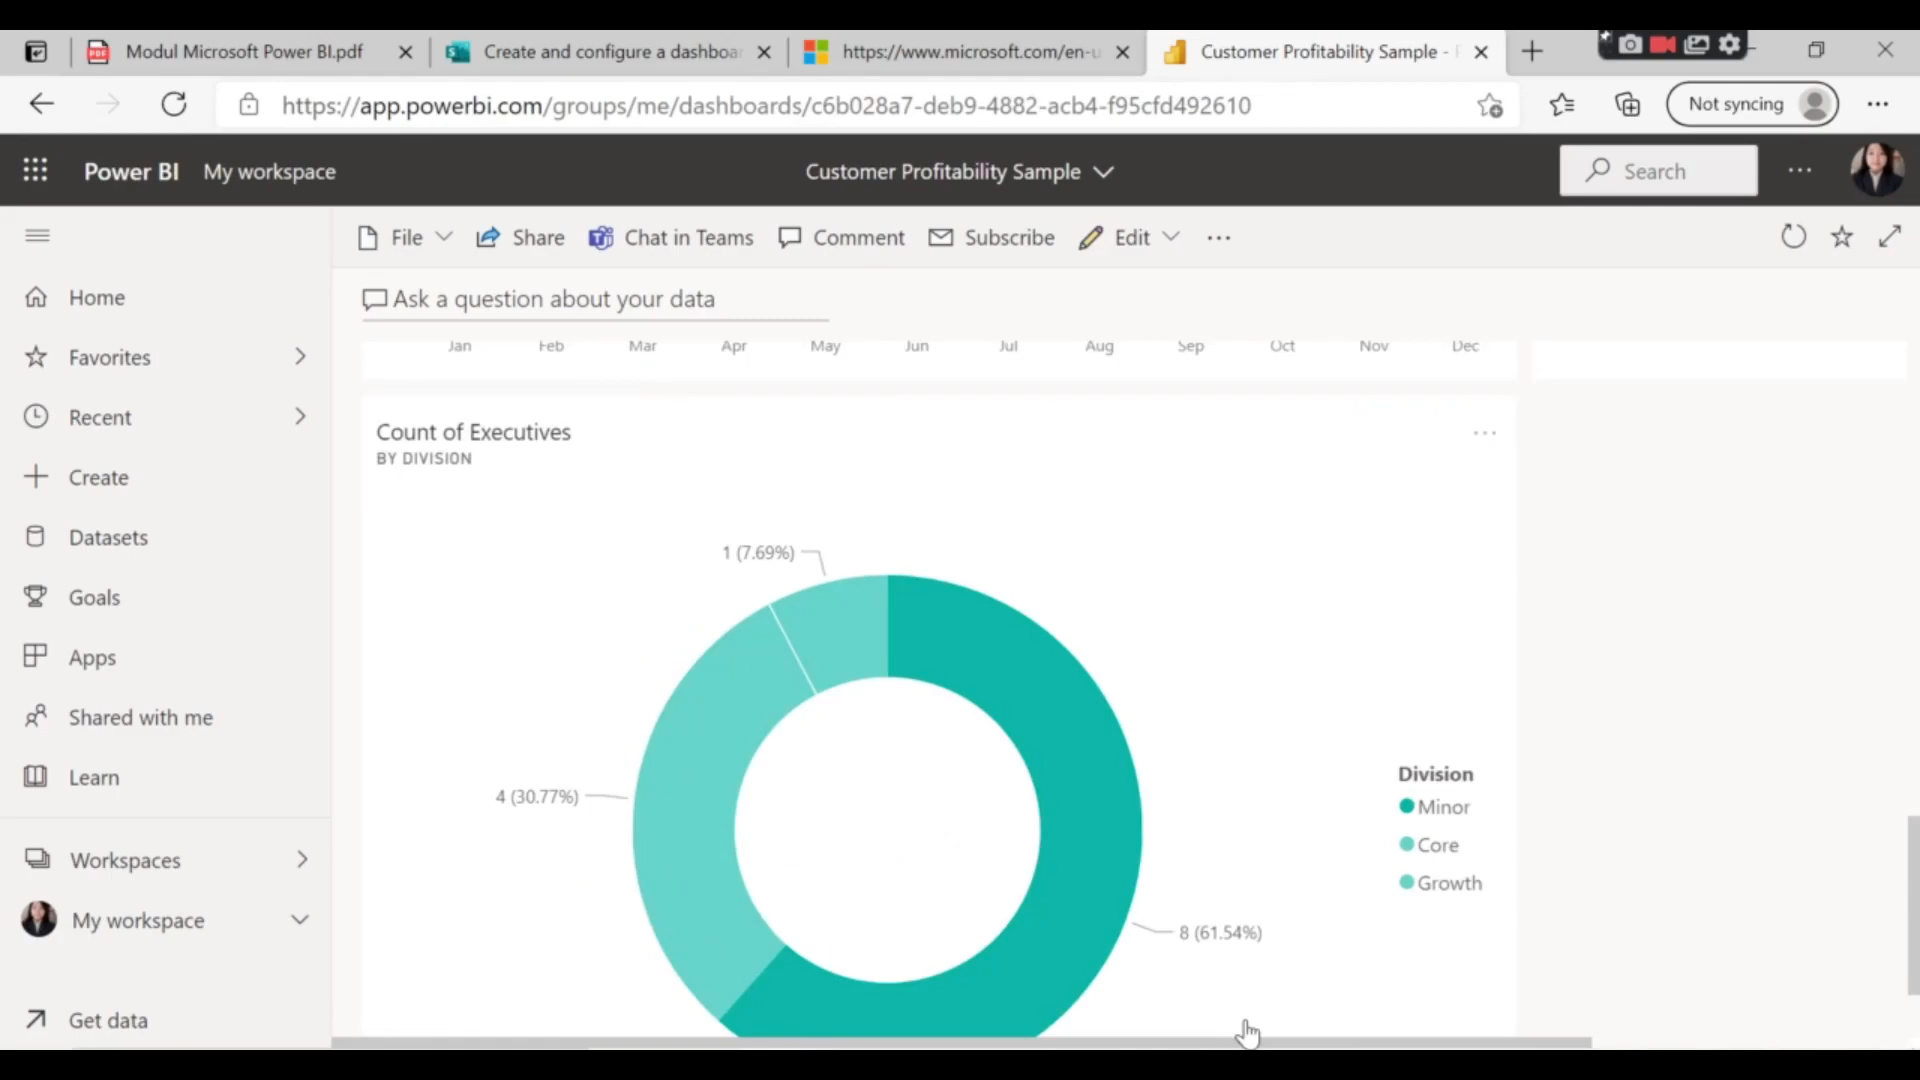 Modul Microsoft Power BI.pdf
Create and configure a dashboa
https://www.microsoft.com/en-u
Customer Profitability Sample -
https://app.powerbi.com/groups/me/dashboards/c6b028a7-deb9-4882-acb4-f95cfd492610
Not syncing
Power BI
My workspace
Customer Profitability Sample
Search
File
Share
Chat in Teams
Comment
Subscribe
Edit
Home
Favorites
Recent
Create
Datasets
Goals
Apps
Shared with me
Learn
Workspaces
My workspace
Get data
Ask a question about your data
Jan Feb Mar Apr May Jun Jul Aug Sep Oct Nov Dec
Count of Executives
BY DIVISION
1 (7.69%)
4 (30.77%)
8 (61.54%)
Division
Minor
Core
Growth